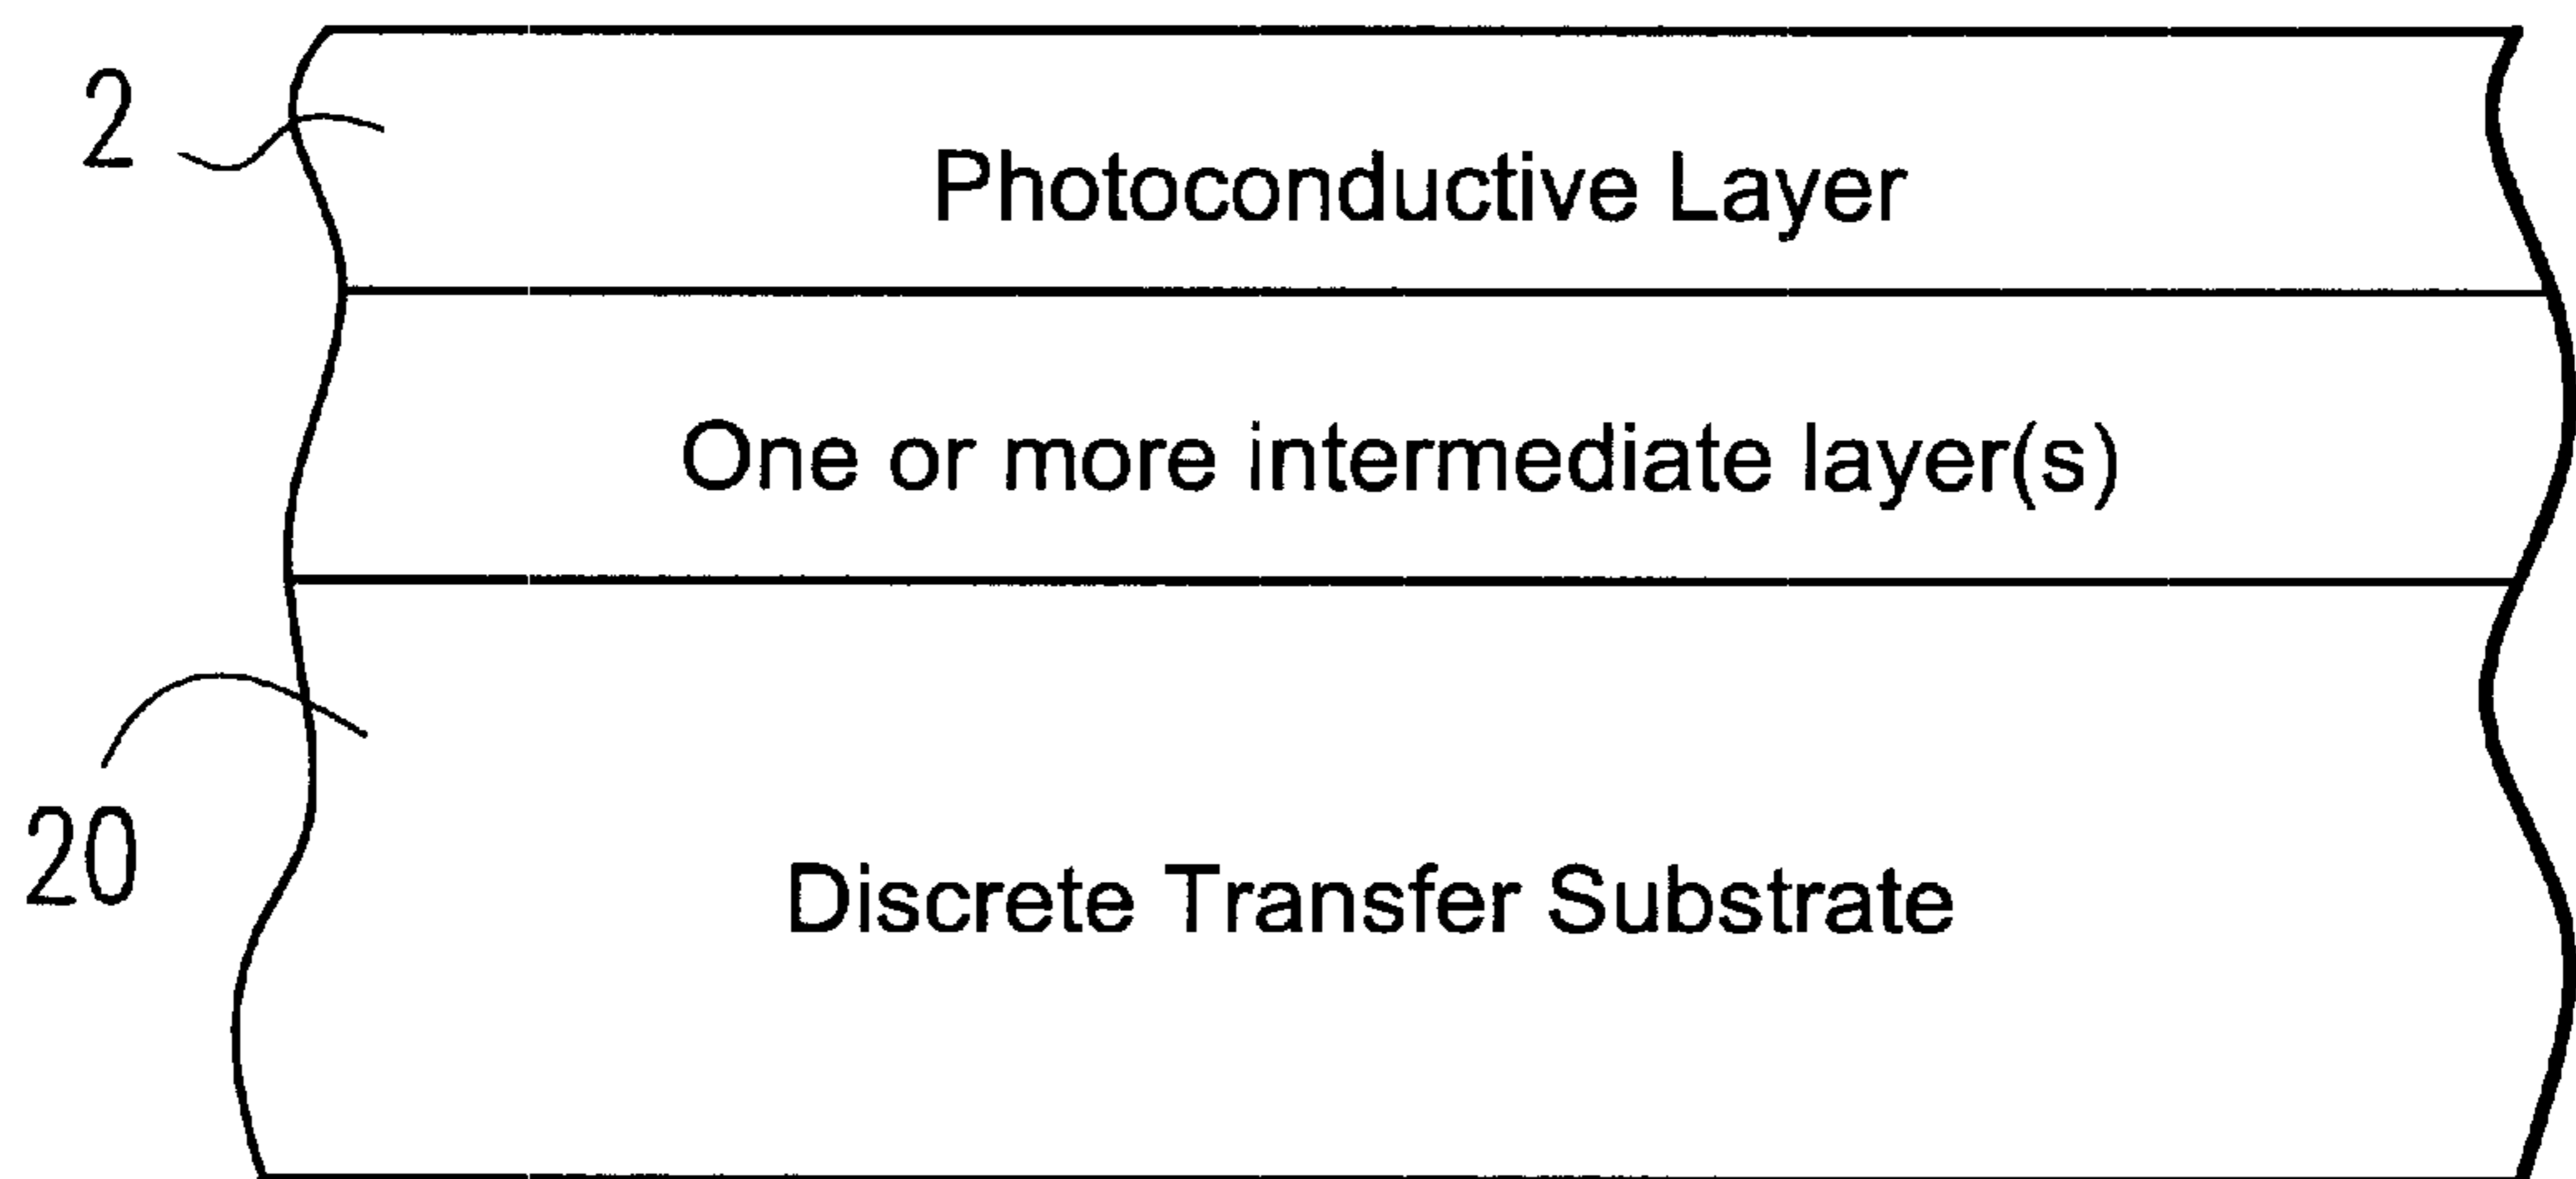 2
Photoconductive Layer
One or more intermediate layer(s)
20
Discrete Transfer Substrate